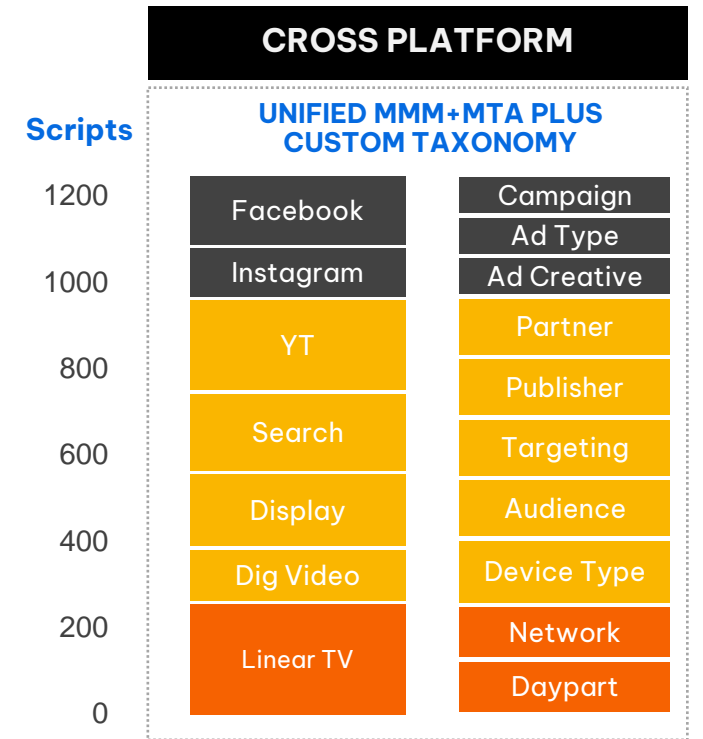 CROSS PLATFORM
UNIFIED MMM+MTA PLUS
CUSTOM TAXONOMY
Scripts
1200
1000
800
600
400
200
0
Facebook
Instagram
YT
Search
Display
Dig Video
Linear TV
Campaign
Ad Type
Ad Creative
Partner
Publisher
Targeting
Audience
Device Type
Network
Daypart